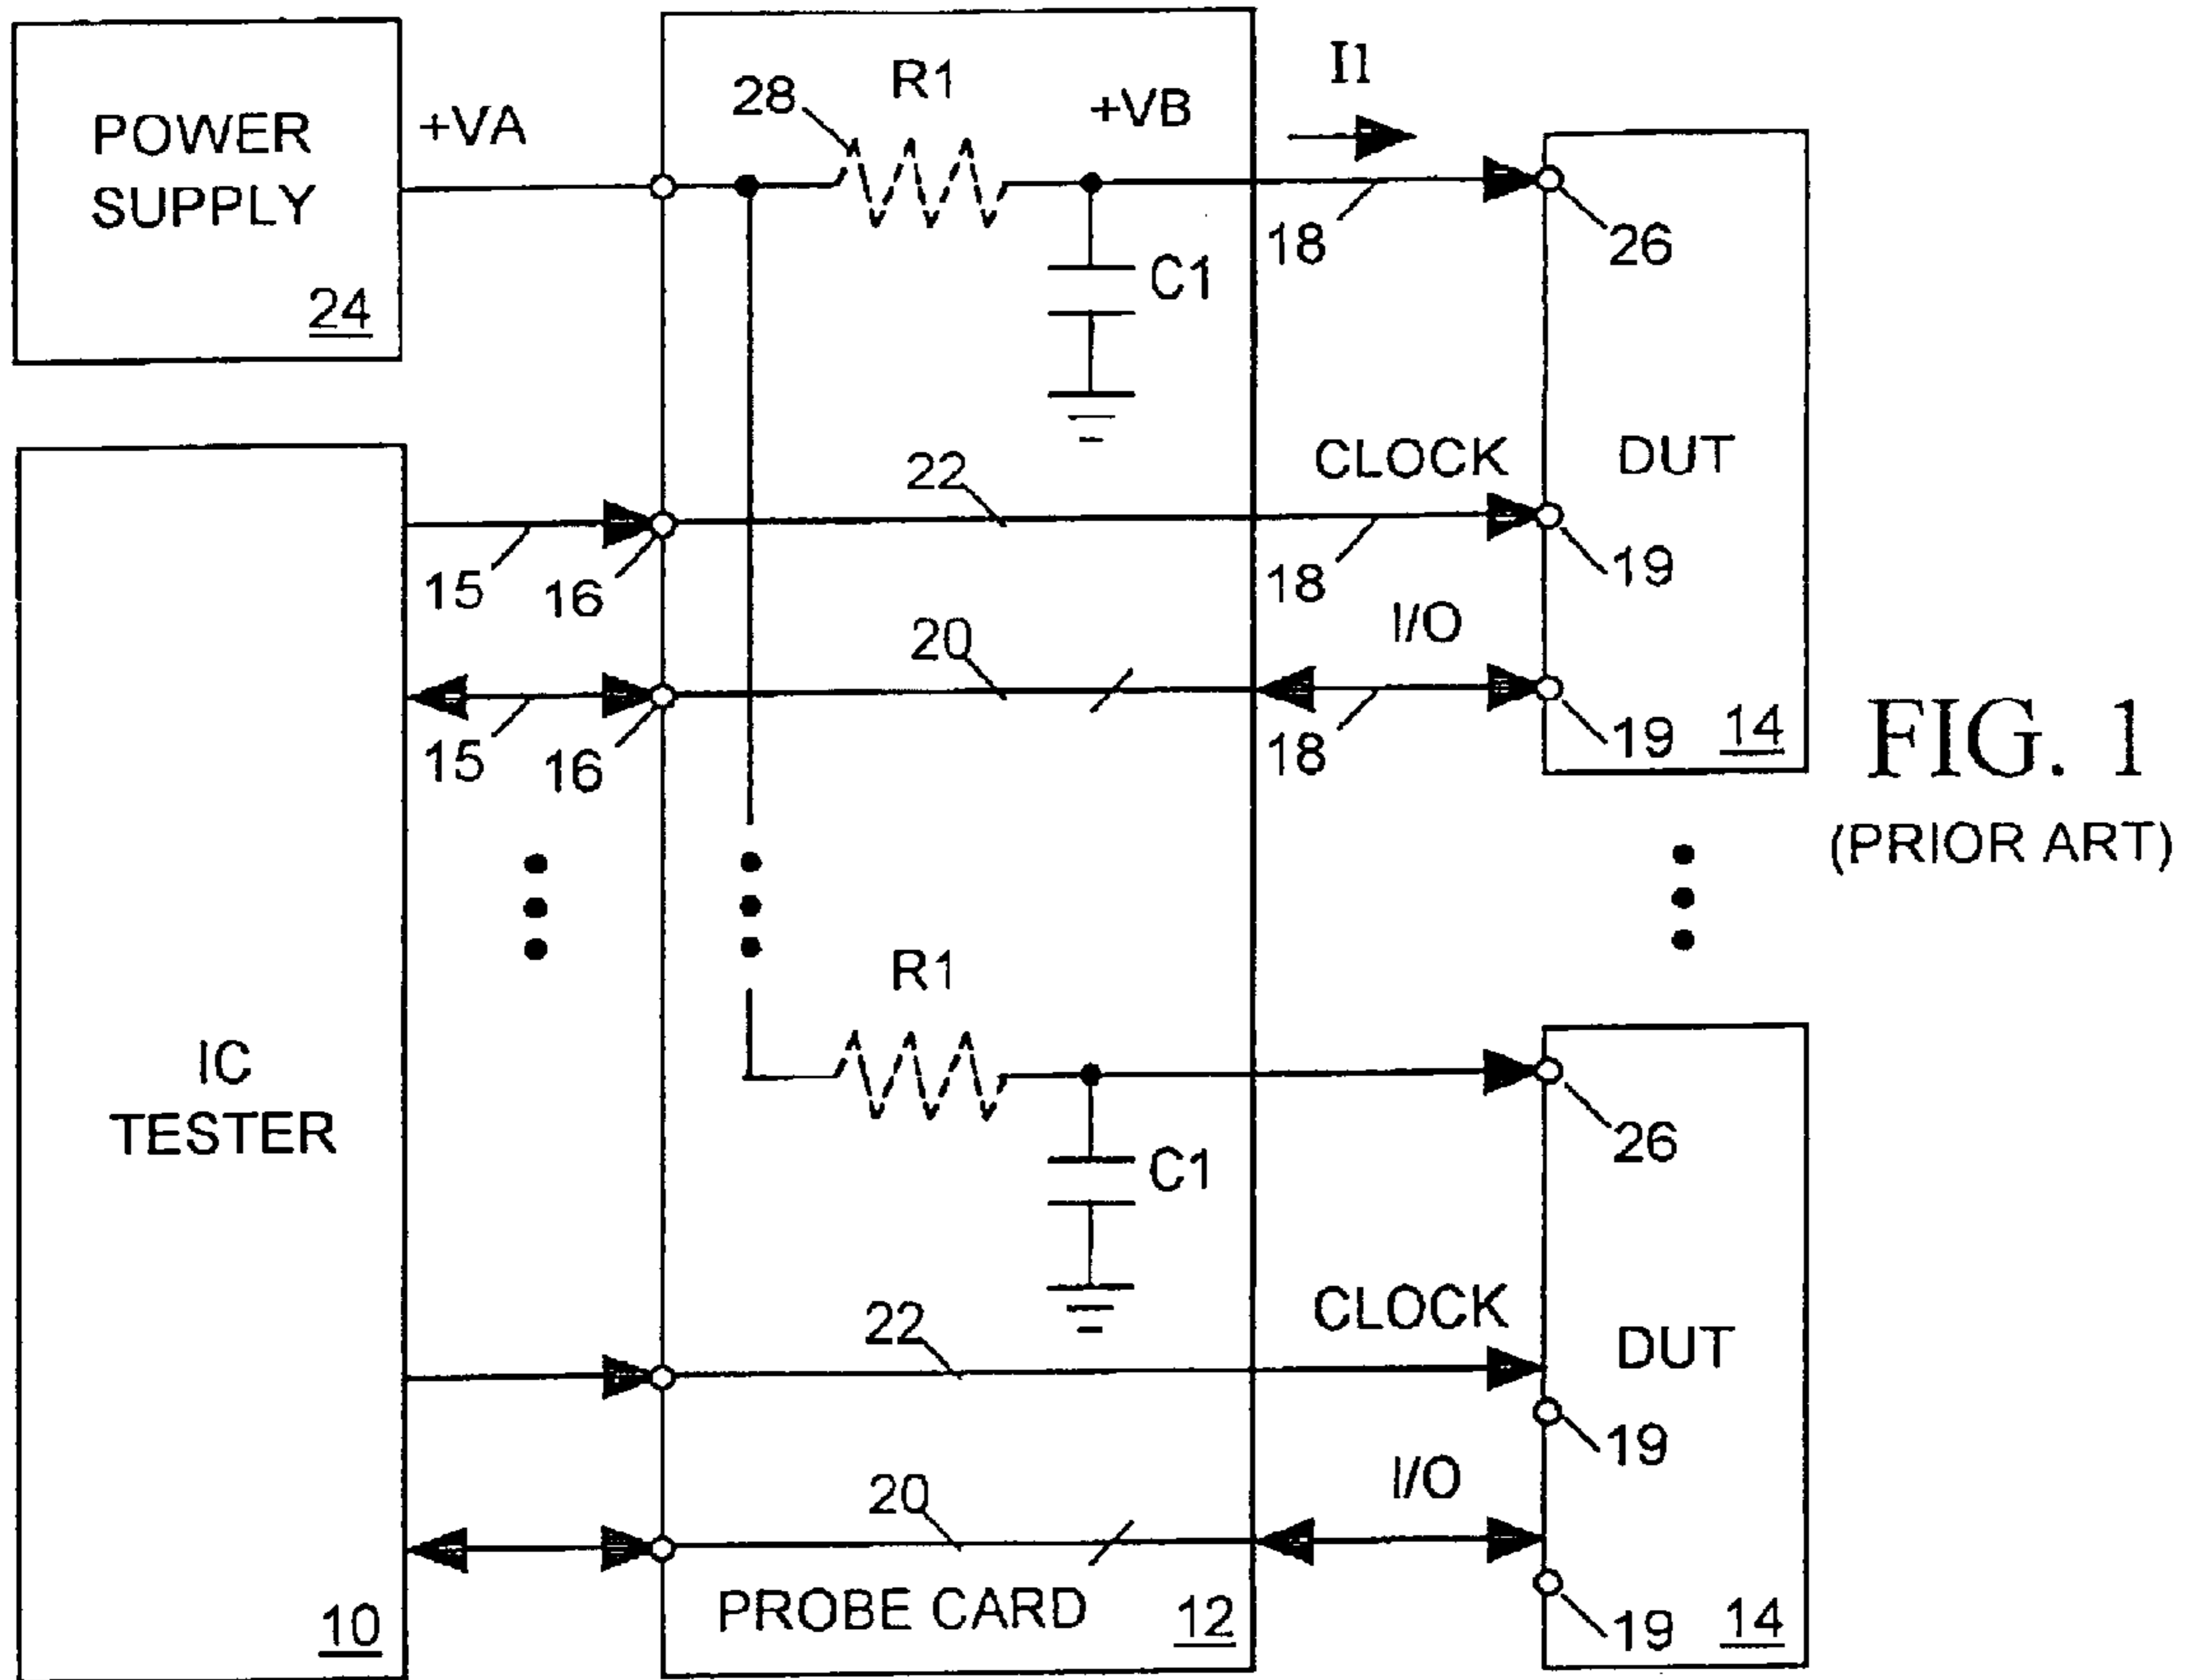 POWER
SUPPLY
24
+VA
28
R1
+VB
I1
C1
18
26
22
CLOCK
DUT
15
16
18
19
20
I/O
15
16
18
19
14
FIG. 1
(PRIOR ART)
IC
TESTER
10
R1
C1
26
22
CLOCK
DUT
19
20
I/O
19
14
PROBE CARD
12